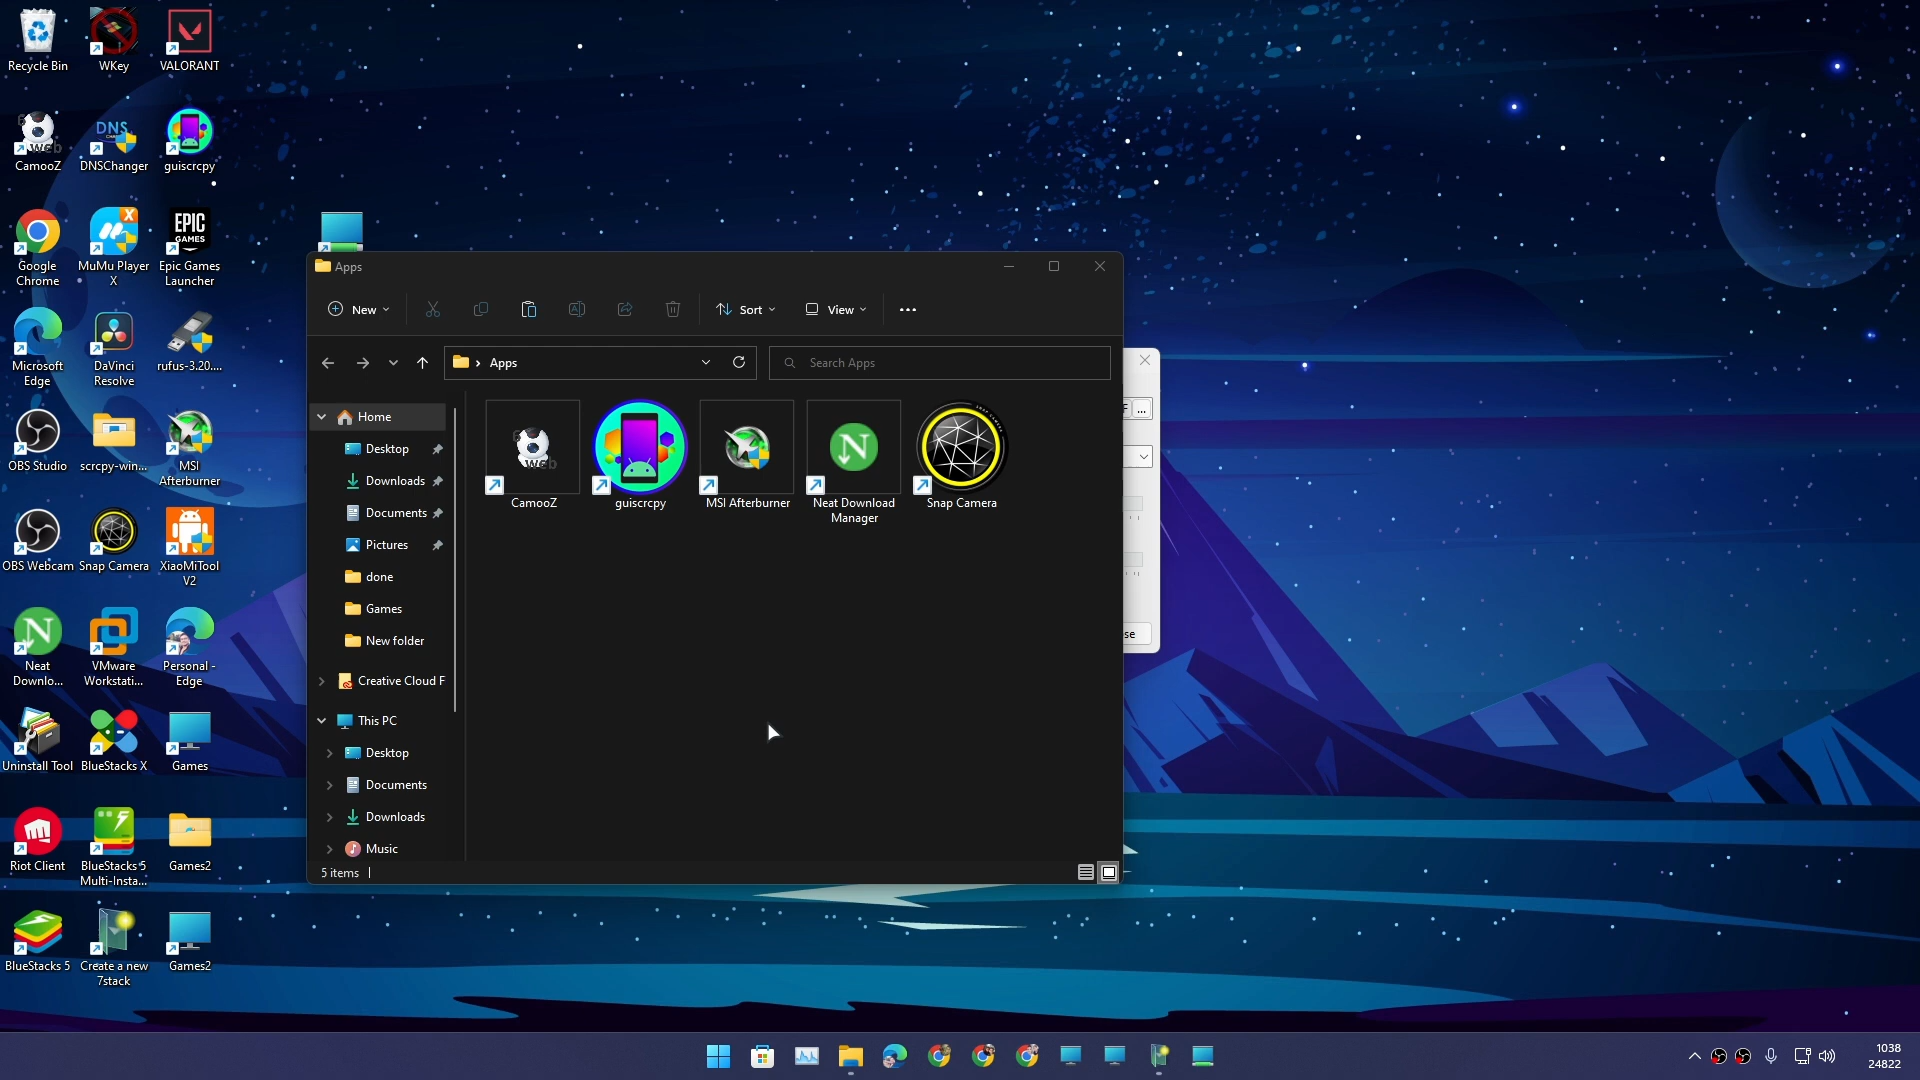 Recycle Bin
WKey
VALORANT
CamooZ
DNSChanger
guiscrcpy
Google
Chrome
MuMu Player
X
EPIC
GAMES
Epic Games
Launcher
Microsoft
Edge
DaVinci
Resolve
rufus-3.20....
OBS Studio
scrcpy-win...
MSI
Afterburner
OBS Webcam
Snap Camera
XiaoMiTool
V2
Neat
Downlo...
VMware
Workstati...
Personal -
Edge
Uninstall Tool
BlueStacks X
Games
Riot Client
BlueStacks 5
Multi-Insta...
Games2
BlueStacks 5
Create a new
7stack
Games2
Apps
New
Sort
View
Apps
Search Apps
Home
Desktop
Downloads
Documents
Pictures
done
Games
New folder
Creative Cloud F
This PC
Desktop
Documents
Downloads
Music
CamooZ
guiscrcpy
MSI Afterburner
Neat Download
Manager
Snap Camera
5 items
...
se
1038
24822